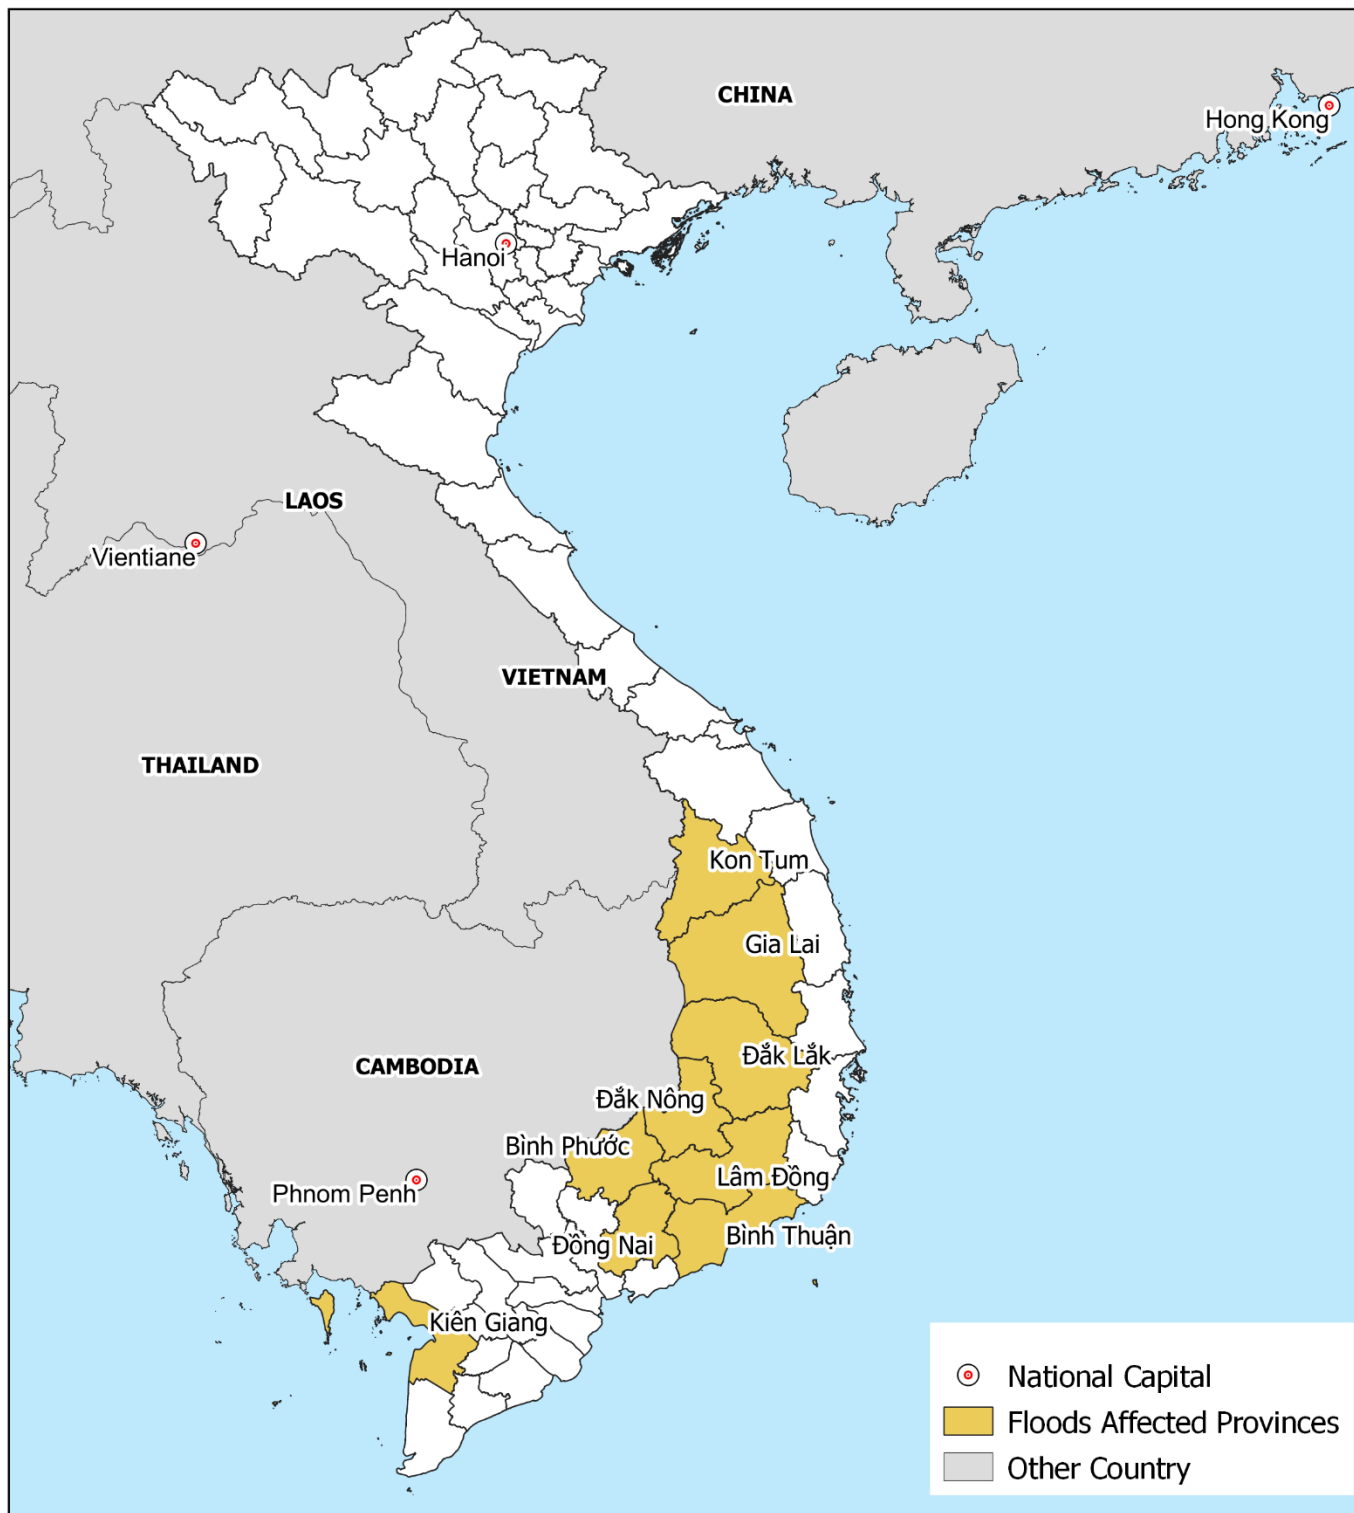 CHINA
Hong Kong
Hanoi
LAOS
Vientiane
VIETNAM
THAILAND
Kon Tum
Gia Lai
Đắk Lắk
CAMBODIA
Đắk Nông
Bình Phước
Lâm Đồng
Phnom Penh
Bình Thuận
Đồng Nai
Kiên Giang
National Capital
Floods Affected Provinces
Other Country